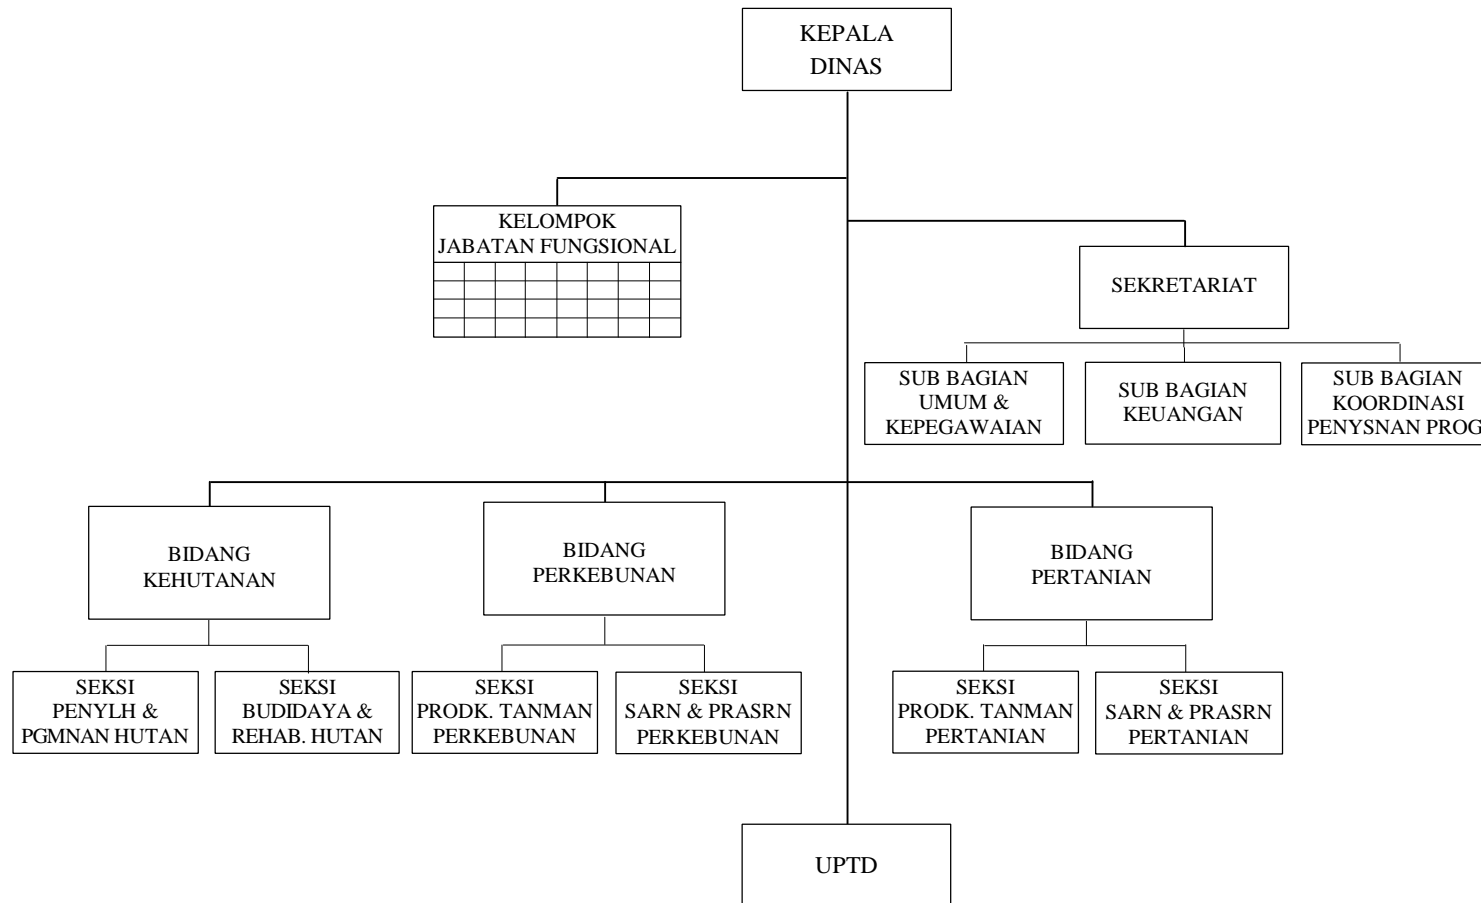 KEPALA
DINAS
KELOMPOK
JABATAN FUNGSIONAL
SEKRETARIAT
SUB BAGIAN
UMUM &
KEPEGAWAIAN
SUB BAGIAN
KEUANGAN
SUB BAGIAN
KOORDINASI
PENYSNAN PROG
BIDANG
KEHUTANAN
BIDANG
PERKEBUNAN
BIDANG
PERTANIAN
SEKSI
PENYLH &
PGMNAN HUTAN
SEKSI
BUDIDAYA &
REHAB. HUTAN
SEKSI
PRODK. TANMAN
PERKEBUNAN
SEKSI
SARN & PRASRN
PERKEBUNAN
SEKSI
PRODK. TANMAN
PERTANIAN
SEKSI
SARN & PRASRN
PERTANIAN
UPTD